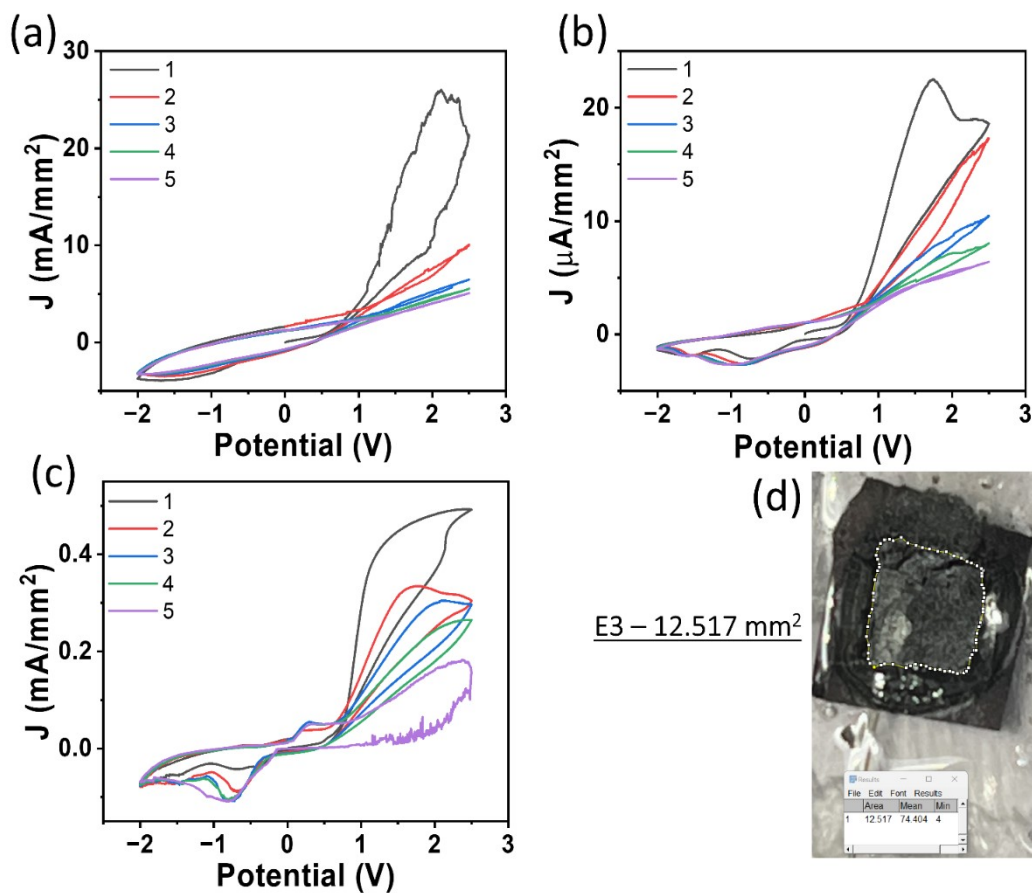 (a)
30
20
10
0
J (mA/mm²)
1
2
3
4
5
−2 −1 0 1 2 3
Potential (V)
(b)
20
10
0
J (µA/mm²)
1
2
3
4
5
−2 −1 0 1 2 3
Potential (V)
(c)
0.4
0.2
0.0
J (mA/mm²)
1
2
3
4
5
−2 −1 0 1 2 3
Potential (V)
(d)
E3 – 12.517 mm²
Results
File Edit Font Results
Area Mean Min
1 12.517 74.404 4